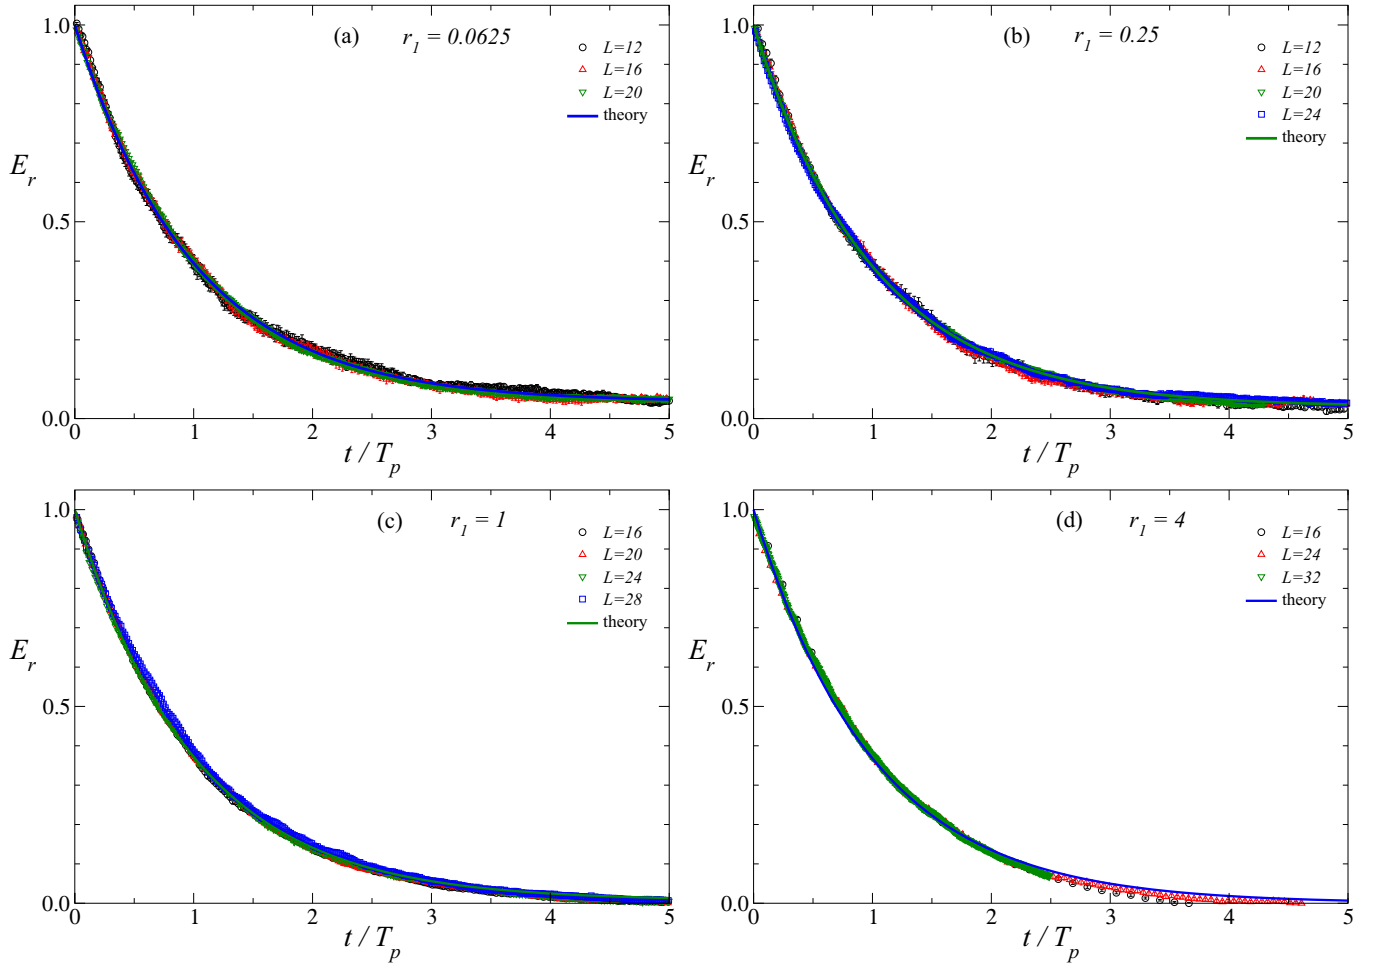 (a) r1 = 0.0625
L=12
L=16
L=20
theory
1.0
0.5
0.0
Er
0 1 2 3 4 5
t / Tp
(b) r1 = 0.25
L=12
L=16
L=20
L=24
theory
1.0
0.5
0.0
Er
0 1 2 3 4 5
t / Tp
(c) r1 = 1
L=16
L=20
L=24
L=28
theory
1.0
0.5
0.0
Er
0 1 2 3 4 5
t / Tp
(d) r1 = 4
L=16
L=24
L=32
theory
1.0
0.5
0.0
Er
0 1 2 3 4 5
t / Tp